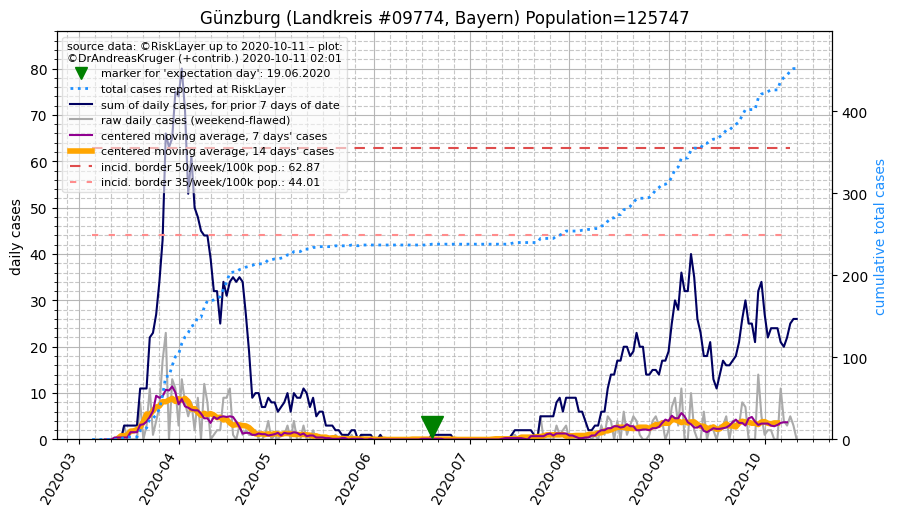 Günzburg (Landkreis #09774, Bayern) Population=125747
source data: ©RiskLayer up to 2020-10-11 – plot:
©DrAndreasKruger (+contrib.) 2020-10-11 02:01
marker for 'expectation day': 19.06.2020
total cases reported at RiskLayer
sum of daily cases, for prior 7 days of date
raw daily cases (weekend-flawed)
centered moving average, 7 days' cases
centered moving average, 14 days' cases
incid. border 50/week/100k pop.: 62.87
incid. border 35/week/100k pop.: 44.01
daily cases
80
70
60
50
40
30
20
10
0
cumulative total cases
400
300
200
100
0
2020-03
2020-04
2020-05
2020-06
2020-07
2020-08
2020-09
2020-10